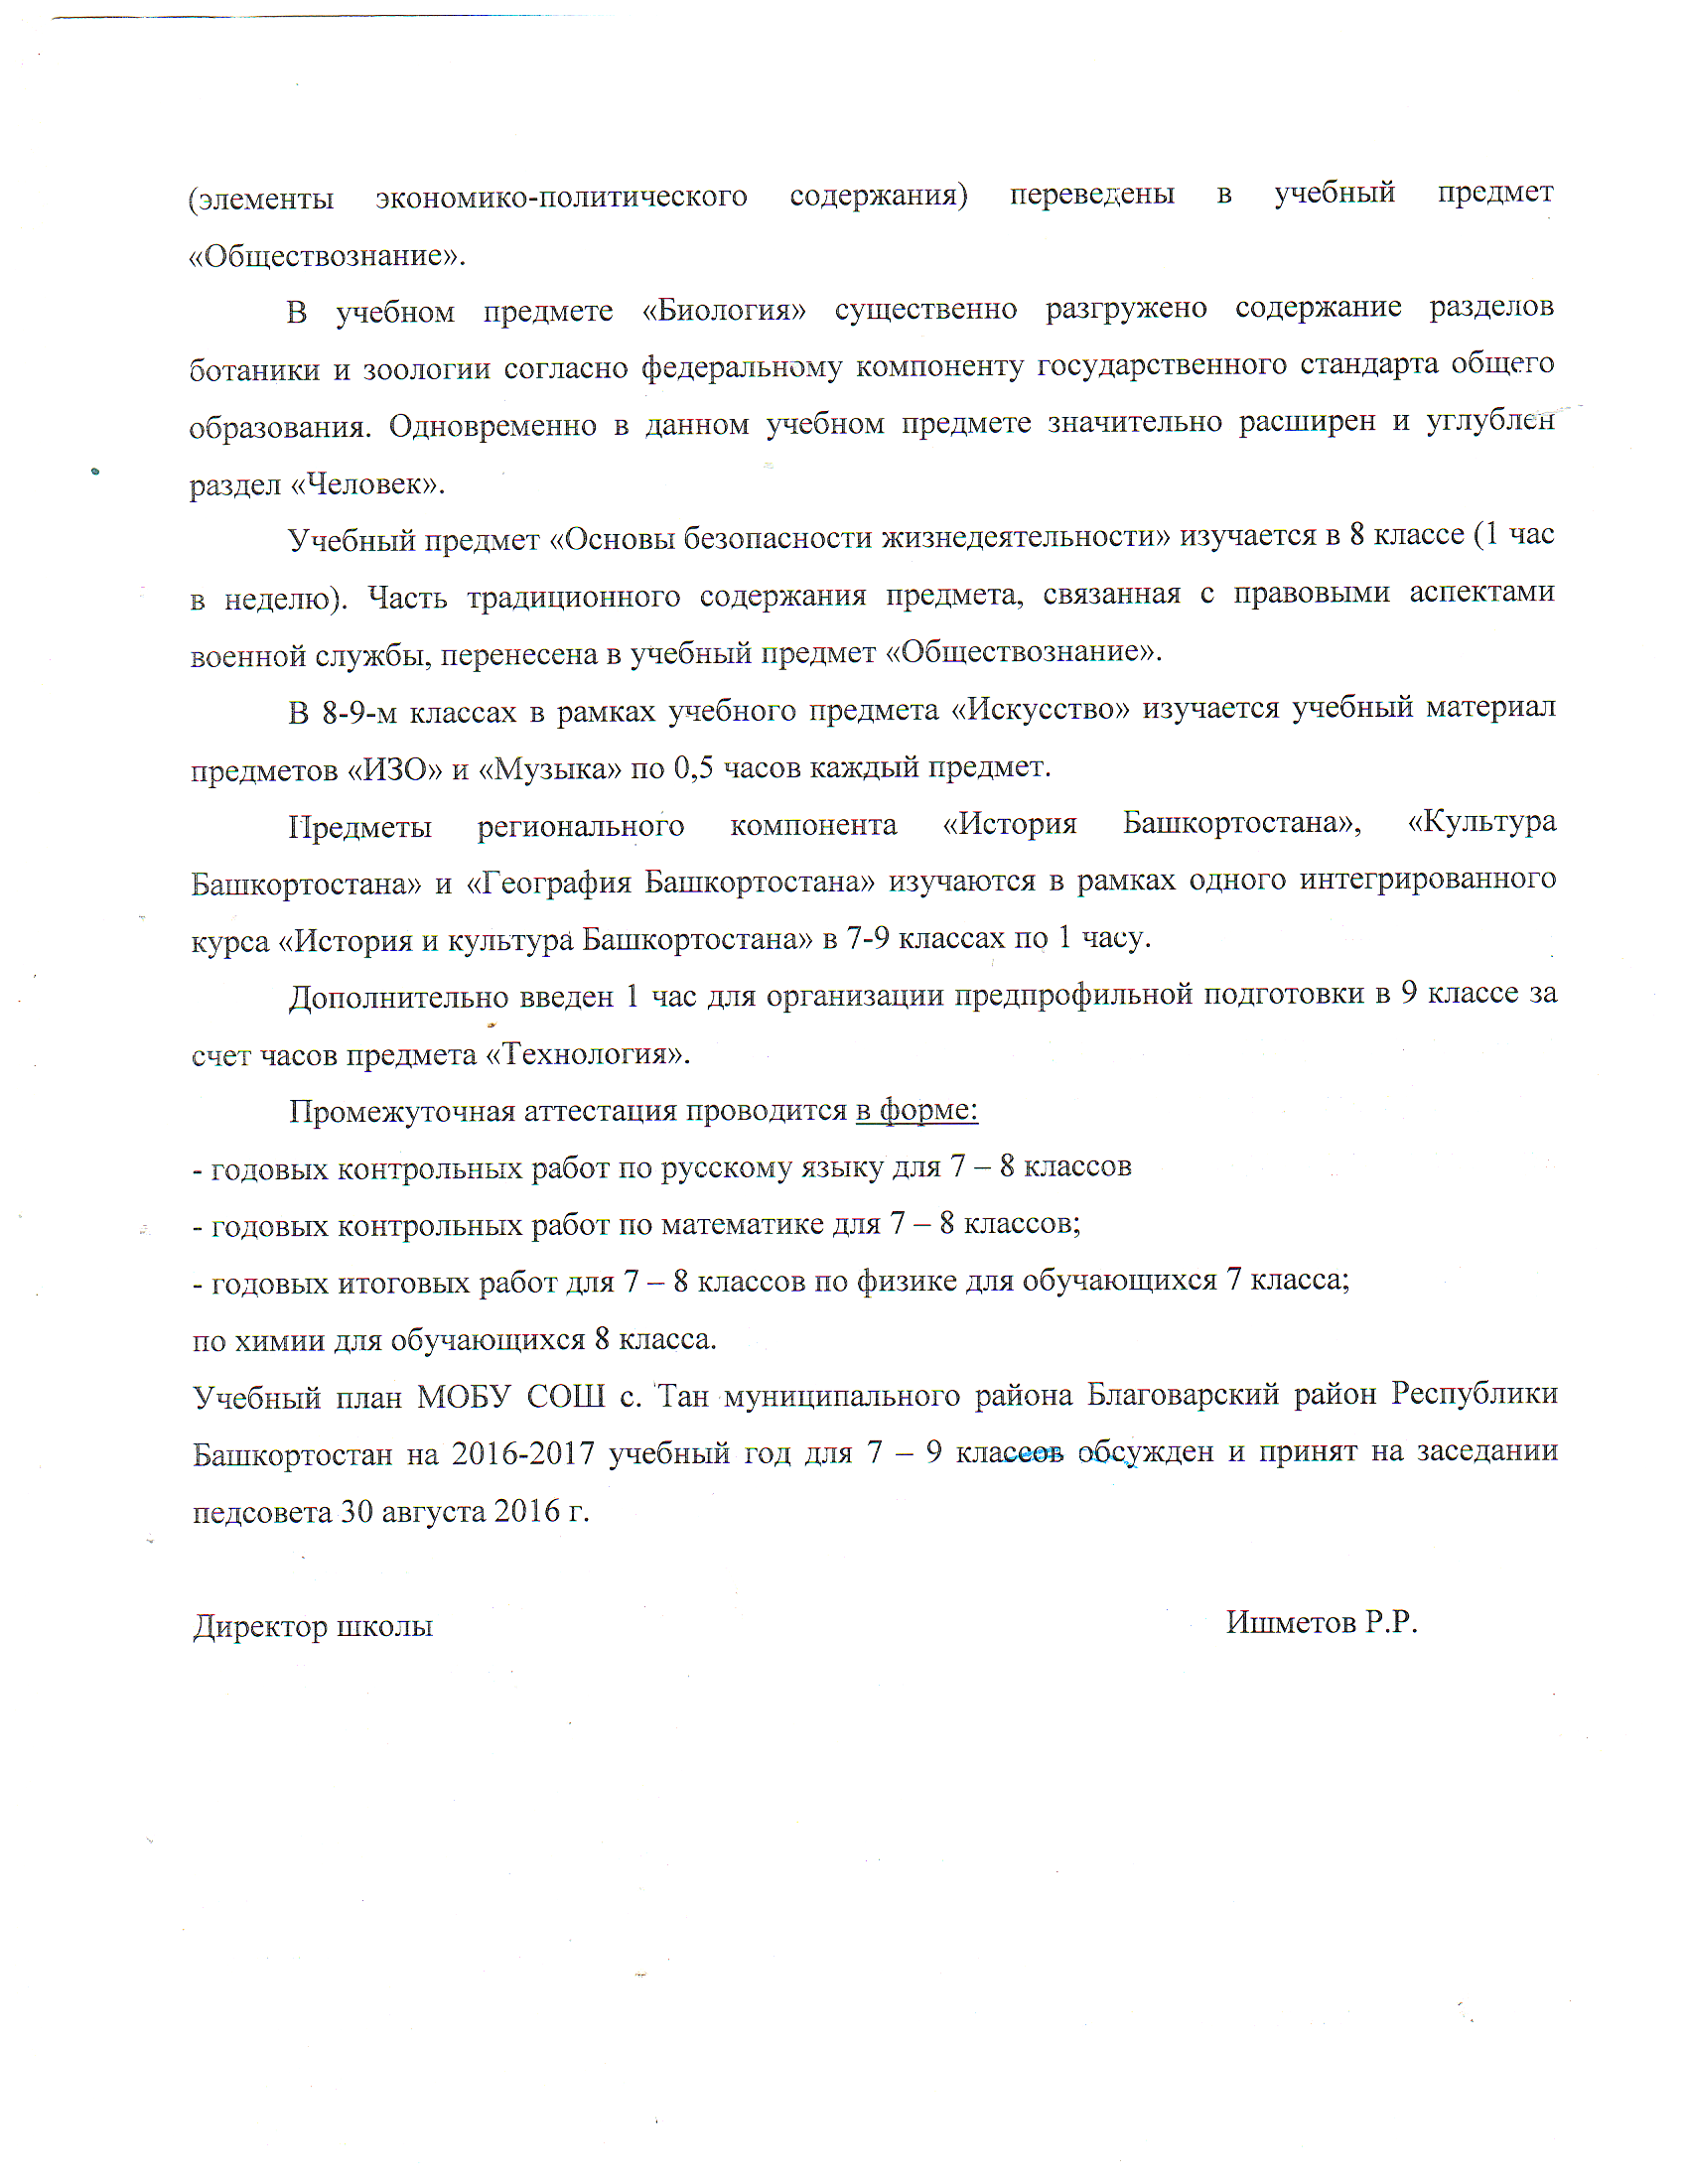 (элементы экономико-политического содержания) переведены в учебный предмет
«Обществознание».
В учебном предмете «Биология» существенно разгружено содержание разделов
ботаники и зоологии согласно федеральному компоненту государственного стандарта общего
образования. Одновременно в данном учебном предмете значительно расширен и углублен
раздел «Человек».
Учебный предмет «Основы безопасности жизнедеятельности» изучается в 8 классе (1 час
в неделю). Часть традиционного содержания предмета, связанная с правовыми аспектами
военной службы, перенесена в учебный предмет «Обществознание».
В 8-9-м классах в рамках учебного предмета «Искусство» изучается учебный материал
предметов «ИЗО» и «Музыка» по 0,5 часов каждый предмет.
Предметы регионального компонента «История Башкортостана», «Культура
Башкортостана» и «География Башкортостана» изучаются в рамках одного интегрированного
курса «История и культура Башкортостана» в 7-9 классах по 1 часу.
Дополнительно введен 1 час для организации предпрофильной подготовки в 9 классе за
счет часов предмета «Технология».
Промежуточная аттестация проводится в форме:
- годовых контрольных работ по русскому языку для 7 – 8 классов
- годовых контрольных работ по математике для 7 – 8 классов;
- годовых итоговых работ для 7 – 8 классов по физике для обучающихся 7 класса;
по химии для обучающихся 8 класса.
Учебный план МОБУ СОШ с. Тан муниципального района Благоварский район Республики
Башкортостан на 2016-2017 учебный год для 7 – 9 классов обсужден и принят на заседании
педсовета 30 августа 2016 г.
Директор школы Ишметов Р.Р.